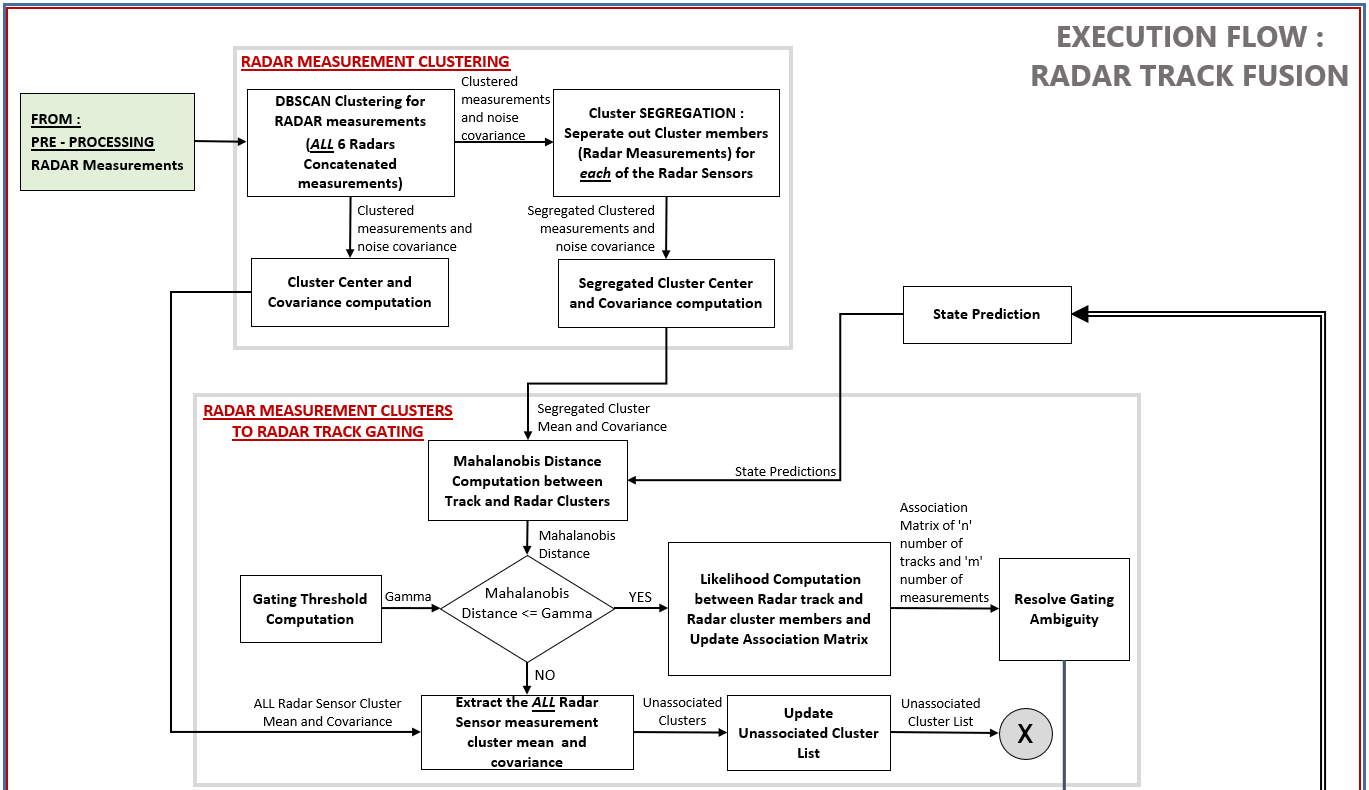 EXECUTION FLOW :
RADAR TRACK FUSION
RADAR MEASUREMENT CLUSTERING
FROM :
PRE - PROCESSING
RADAR Measurements
DBSCAN Clustering for
RADAR measurements
(ALL 6 Radars
Concatenated
measurements)
Clustered
measurements
and noise
covariance
Cluster SEGREGATION :
Seperate out Cluster members
(Radar Measurements) for
each of the Radar Sensors
Clustered
measurements and
noise covariance
Segregated Clustered
measurements and
noise covariance
Cluster Center and
Covariance computation
Segregated Cluster Center
and Covariance computation
State Prediction
RADAR MEASUREMENT CLUSTERS
TO RADAR TRACK GATING
Segregated Cluster
Mean and Covariance
Mahalanobis Distance
Computation between
Track and Radar Clusters
State Predictions
Mahalanobis
Distance
Gating Threshold
Computation
Gamma
Mahalanobis
Distance <= Gamma
YES
Likelihood Computation
between Radar track and
Radar cluster members and
Update Association Matrix
Association
Matrix of 'n'
number of
tracks and 'm'
number of
measurements
Resolve Gating
Ambiguity
NO
ALL Radar Sensor Cluster
Mean and Covariance
Extract the ALL Radar
Sensor measurement
cluster mean and
covariance
Unassociated
Clusters
Update
Unassociated Cluster
List
Unassociated
Cluster List
X